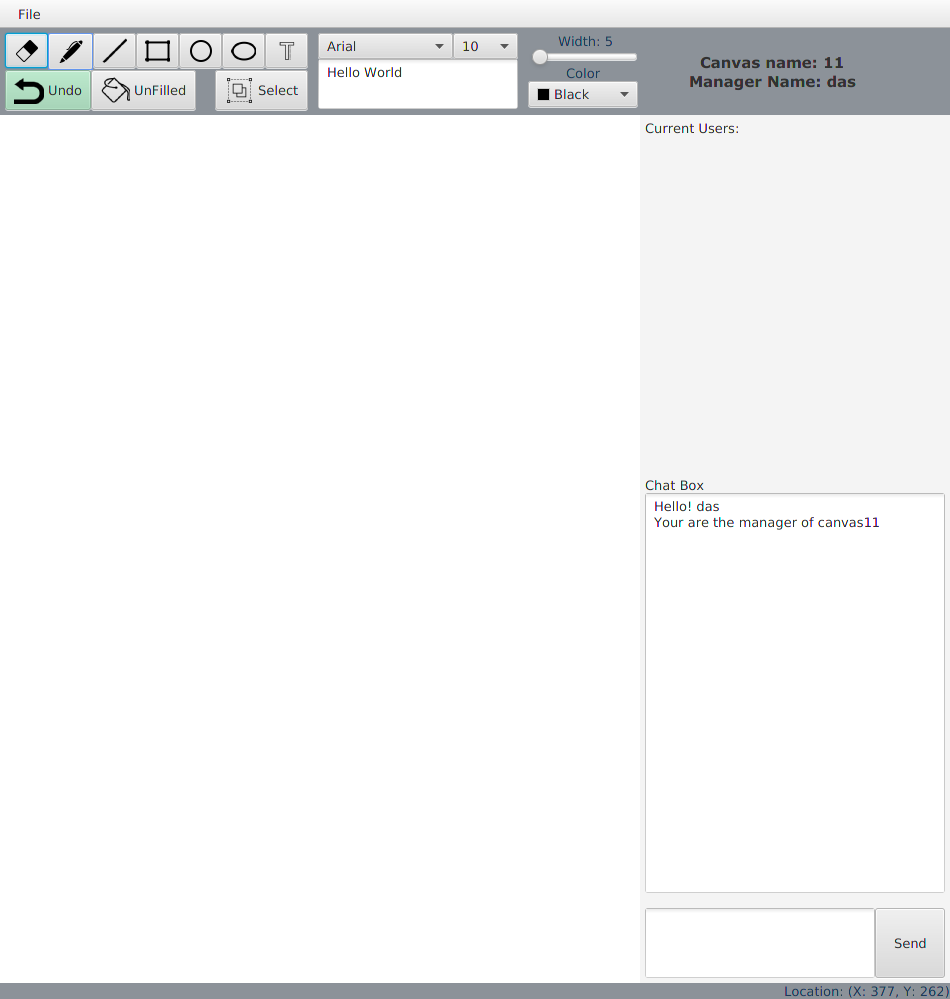 File
Arial
10
Width: 5
Hello World
Color
Black
T
Undo
UnFilled
Select
Canvas name: 11
Manager Name: das
Current Users:
Chat Box
Hello! das
Your are the manager of canvas11
Send
Location: (X: 377, Y: 262)